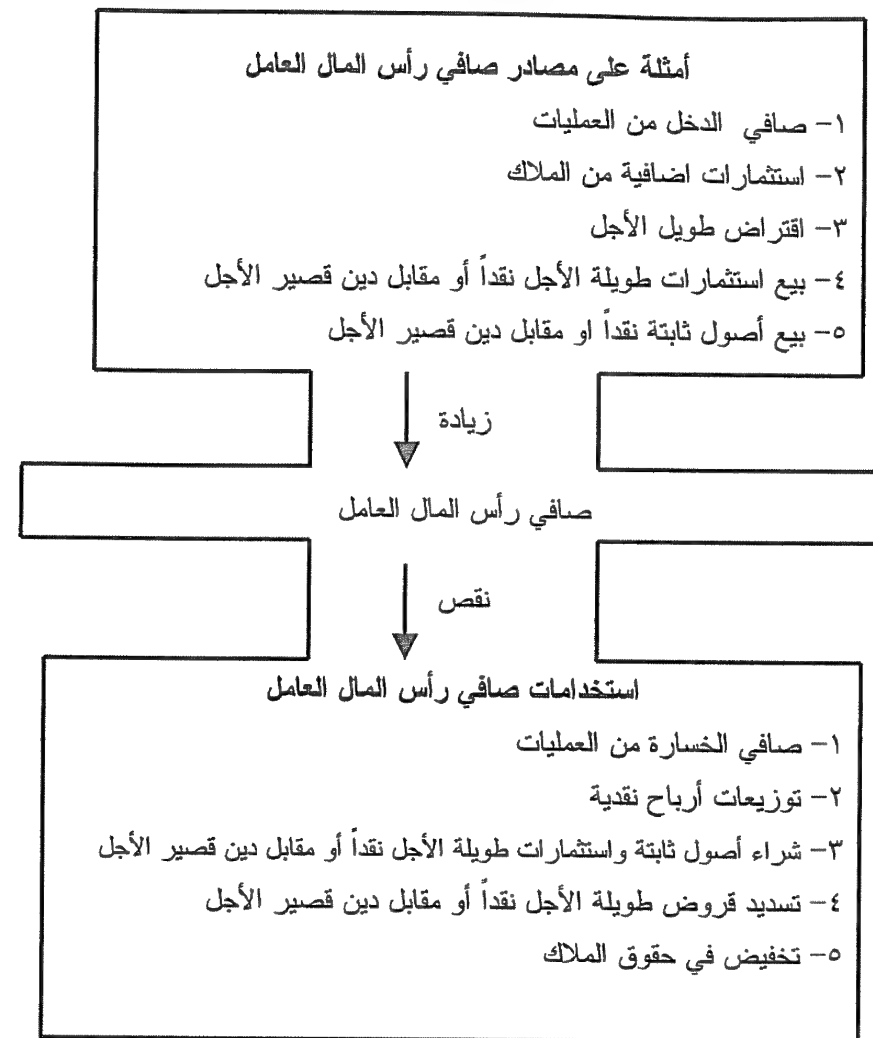 أمثلة على مصادر صافي رأس المال العامل
١- صافي الدخل من العمليات
٢- استثمارات اضافية من الملاك
٣- اقتراض طويل الأجل
٤- بيع استثمارات طويلة الأجل نقداً أو مقابل دين قصير الأجل
٥- بيع أصول ثابتة نقداً او مقابل دين قصير الأجل
زيادة
صافي رأس المال العامل
نقص
استخدامات صافي رأس المال العامل
١- صافي الخسارة من العمليات
٢- توزيعات أرباح نقدية
٣- شراء أصول ثابتة واستثمارات طويلة الأجل نقداً أو مقابل دين قصير الأجل
٤- تسديد قروض طويلة الأجل نقداً أو مقابل دين قصير الأجل
٥- تخفيض في حقوق الملاك